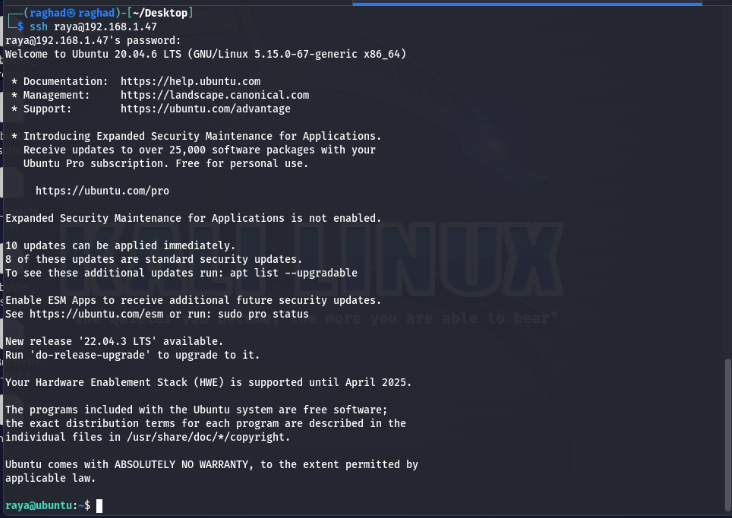 (raghad㉿raghad)-[~/Desktop]
$ ssh raya@192.168.1.47
raya@192.168.1.47's password:
Welcome to Ubuntu 20.04.6 LTS (GNU/Linux 5.15.0-67-generic x86_64)

 * Documentation:  https://help.ubuntu.com
 * Management:     https://landscape.canonical.com
 * Support:        https://ubuntu.com/advantage

 * Introducing Expanded Security Maintenance for Applications.
   Receive updates to over 25,000 software packages with your
   Ubuntu Pro subscription. Free for personal use.

     https://ubuntu.com/pro

Expanded Security Maintenance for Applications is not enabled.

10 updates can be applied immediately.
8 of these updates are standard security updates.
To see these additional updates run: apt list --upgradable

Enable ESM Apps to receive additional future security updates.
See https://ubuntu.com/esm or run: sudo pro status

New release '22.04.3 LTS' available.
Run 'do-release-upgrade' to upgrade to it.

Your Hardware Enablement Stack (HWE) is supported until April 2025.

The programs included with the Ubuntu system are free software;
the exact distribution terms for each program are described in the
individual files in /usr/share/doc/*/copyright.

Ubuntu comes with ABSOLUTELY NO WARRANTY, to the extent permitted by
applicable law.

raya@ubuntu:~$
KALI LINUX
the more you are able to hear"